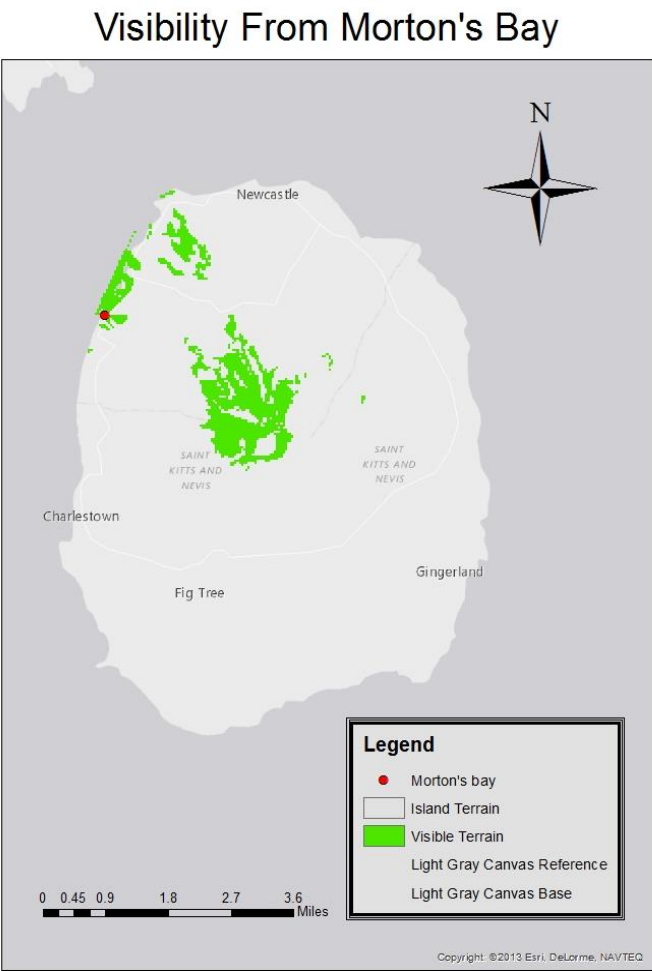 Visibility From Morton's Bay
N
Newcastle
SAINT
KITTS AND
NEVIS
SAINT
KITTS AND
NEVIS
Charlestown
Gingerland
Fig Tree
Legend
Morton's bay
Island Terrain
Visible Terrain
Light Gray Canvas Reference
Light Gray Canvas Base
0 0.45 0.9 1.8 2.7 3.6
Miles
Copyright: ©2013 Esri, DeLorme, NAVTEQ